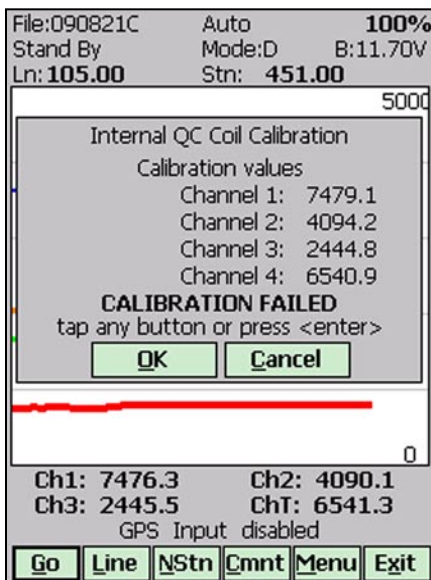 File:090821C Auto 100%
Stand By Mode:D B:11.70V
Ln:105.00 Stn: 451.00
5000
Internal QC Coil Calibration
Calibration values
Channel 1: 7479.1
Channel 2: 4094.2
Channel 3: 2444.8
Channel 4: 6540.9
CALIBRATION FAILED
tap any button or press <enter>
OK Cancel
0
Ch1: 7476.3 Ch2: 4090.1
Ch3: 2445.5 ChT: 6541.3
GPS Input disabled
Go Line NStn Cmnt Menu Exit